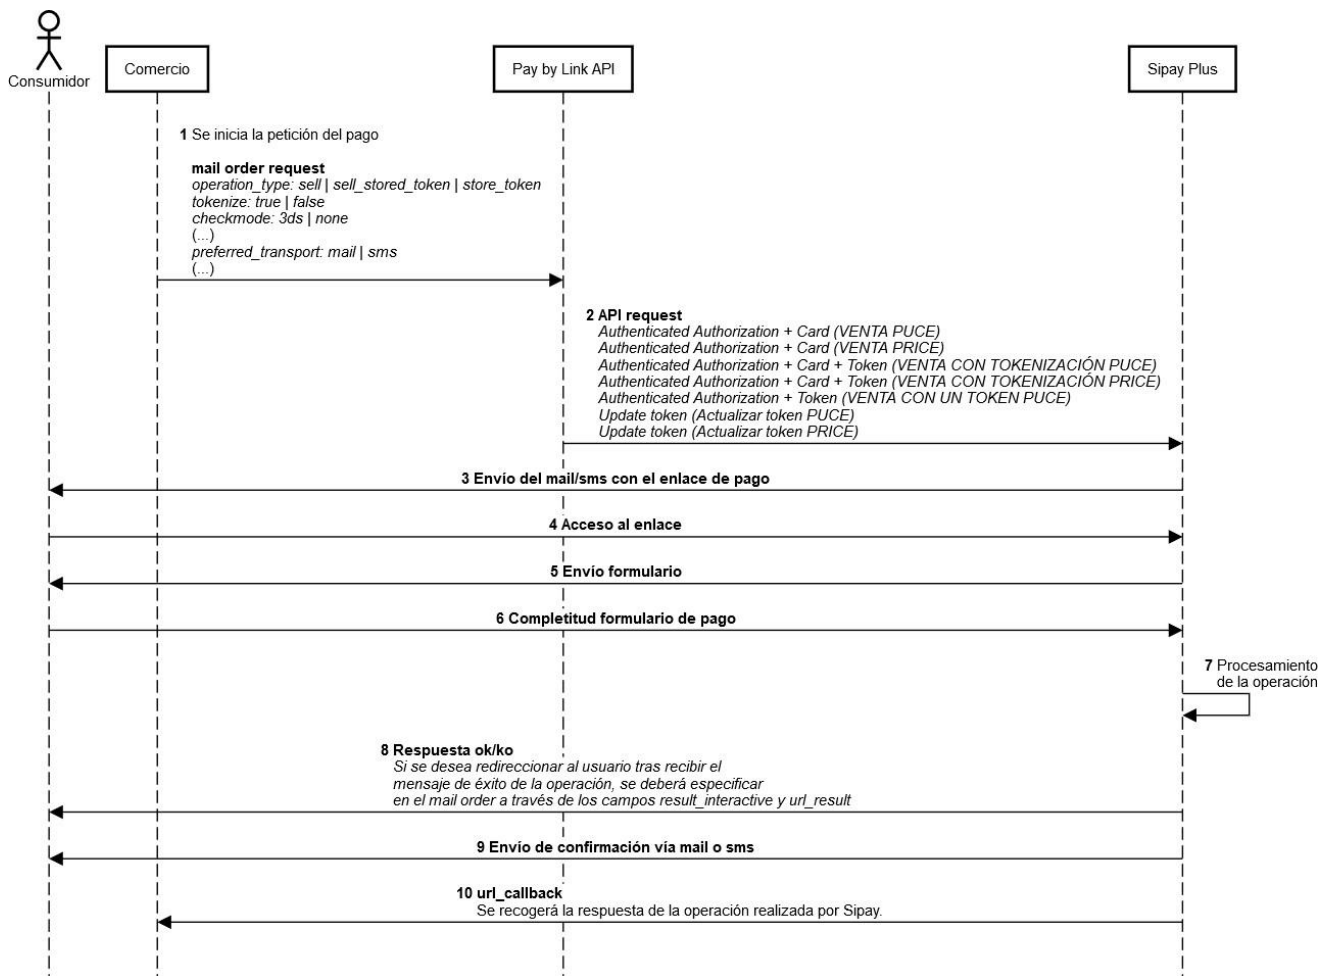 Consumidor
Comercio
Pay by Link API
Sipay Plus
1 Se inicia la petición del pago
mail order request
operation_type: sell | sell_stored_token | store_token
tokenize: true | false
checkmode: 3ds | none
(...)
preferred_transport: mail | sms
(...)
2 API request
Authenticated Authorization + Card (VENTA PUCE)
Authenticated Authorization + Card (VENTA PRICE)
Authenticated Authorization + Card + Token (VENTA CON TOKENIZACIÓN PUCE)
Authenticated Authorization + Card + Token (VENTA CON TOKENIZACIÓN PRICE)
Authenticated Authorization + Token (VENTA CON UN TOKEN PUCE)
Update token (Actualizar token PUCE)
Update token (Actualizar token PRICE)
3 Envío del mail/sms con el enlace de pago
4 Acceso al enlace
5 Envío formulario
6 Completitud formulario de pago
7 Procesamiento
de la operación
8 Respuesta ok/ko
Si se desea redireccionar al usuario tras recibir el
mensaje de éxito de la operación, se deberá especificar
en el mail order a través de los campos result_interactive y url_result
9 Envío de confirmación vía mail o sms
10 url_callback
Se recogerá la respuesta de la operación realizada por Sipay.